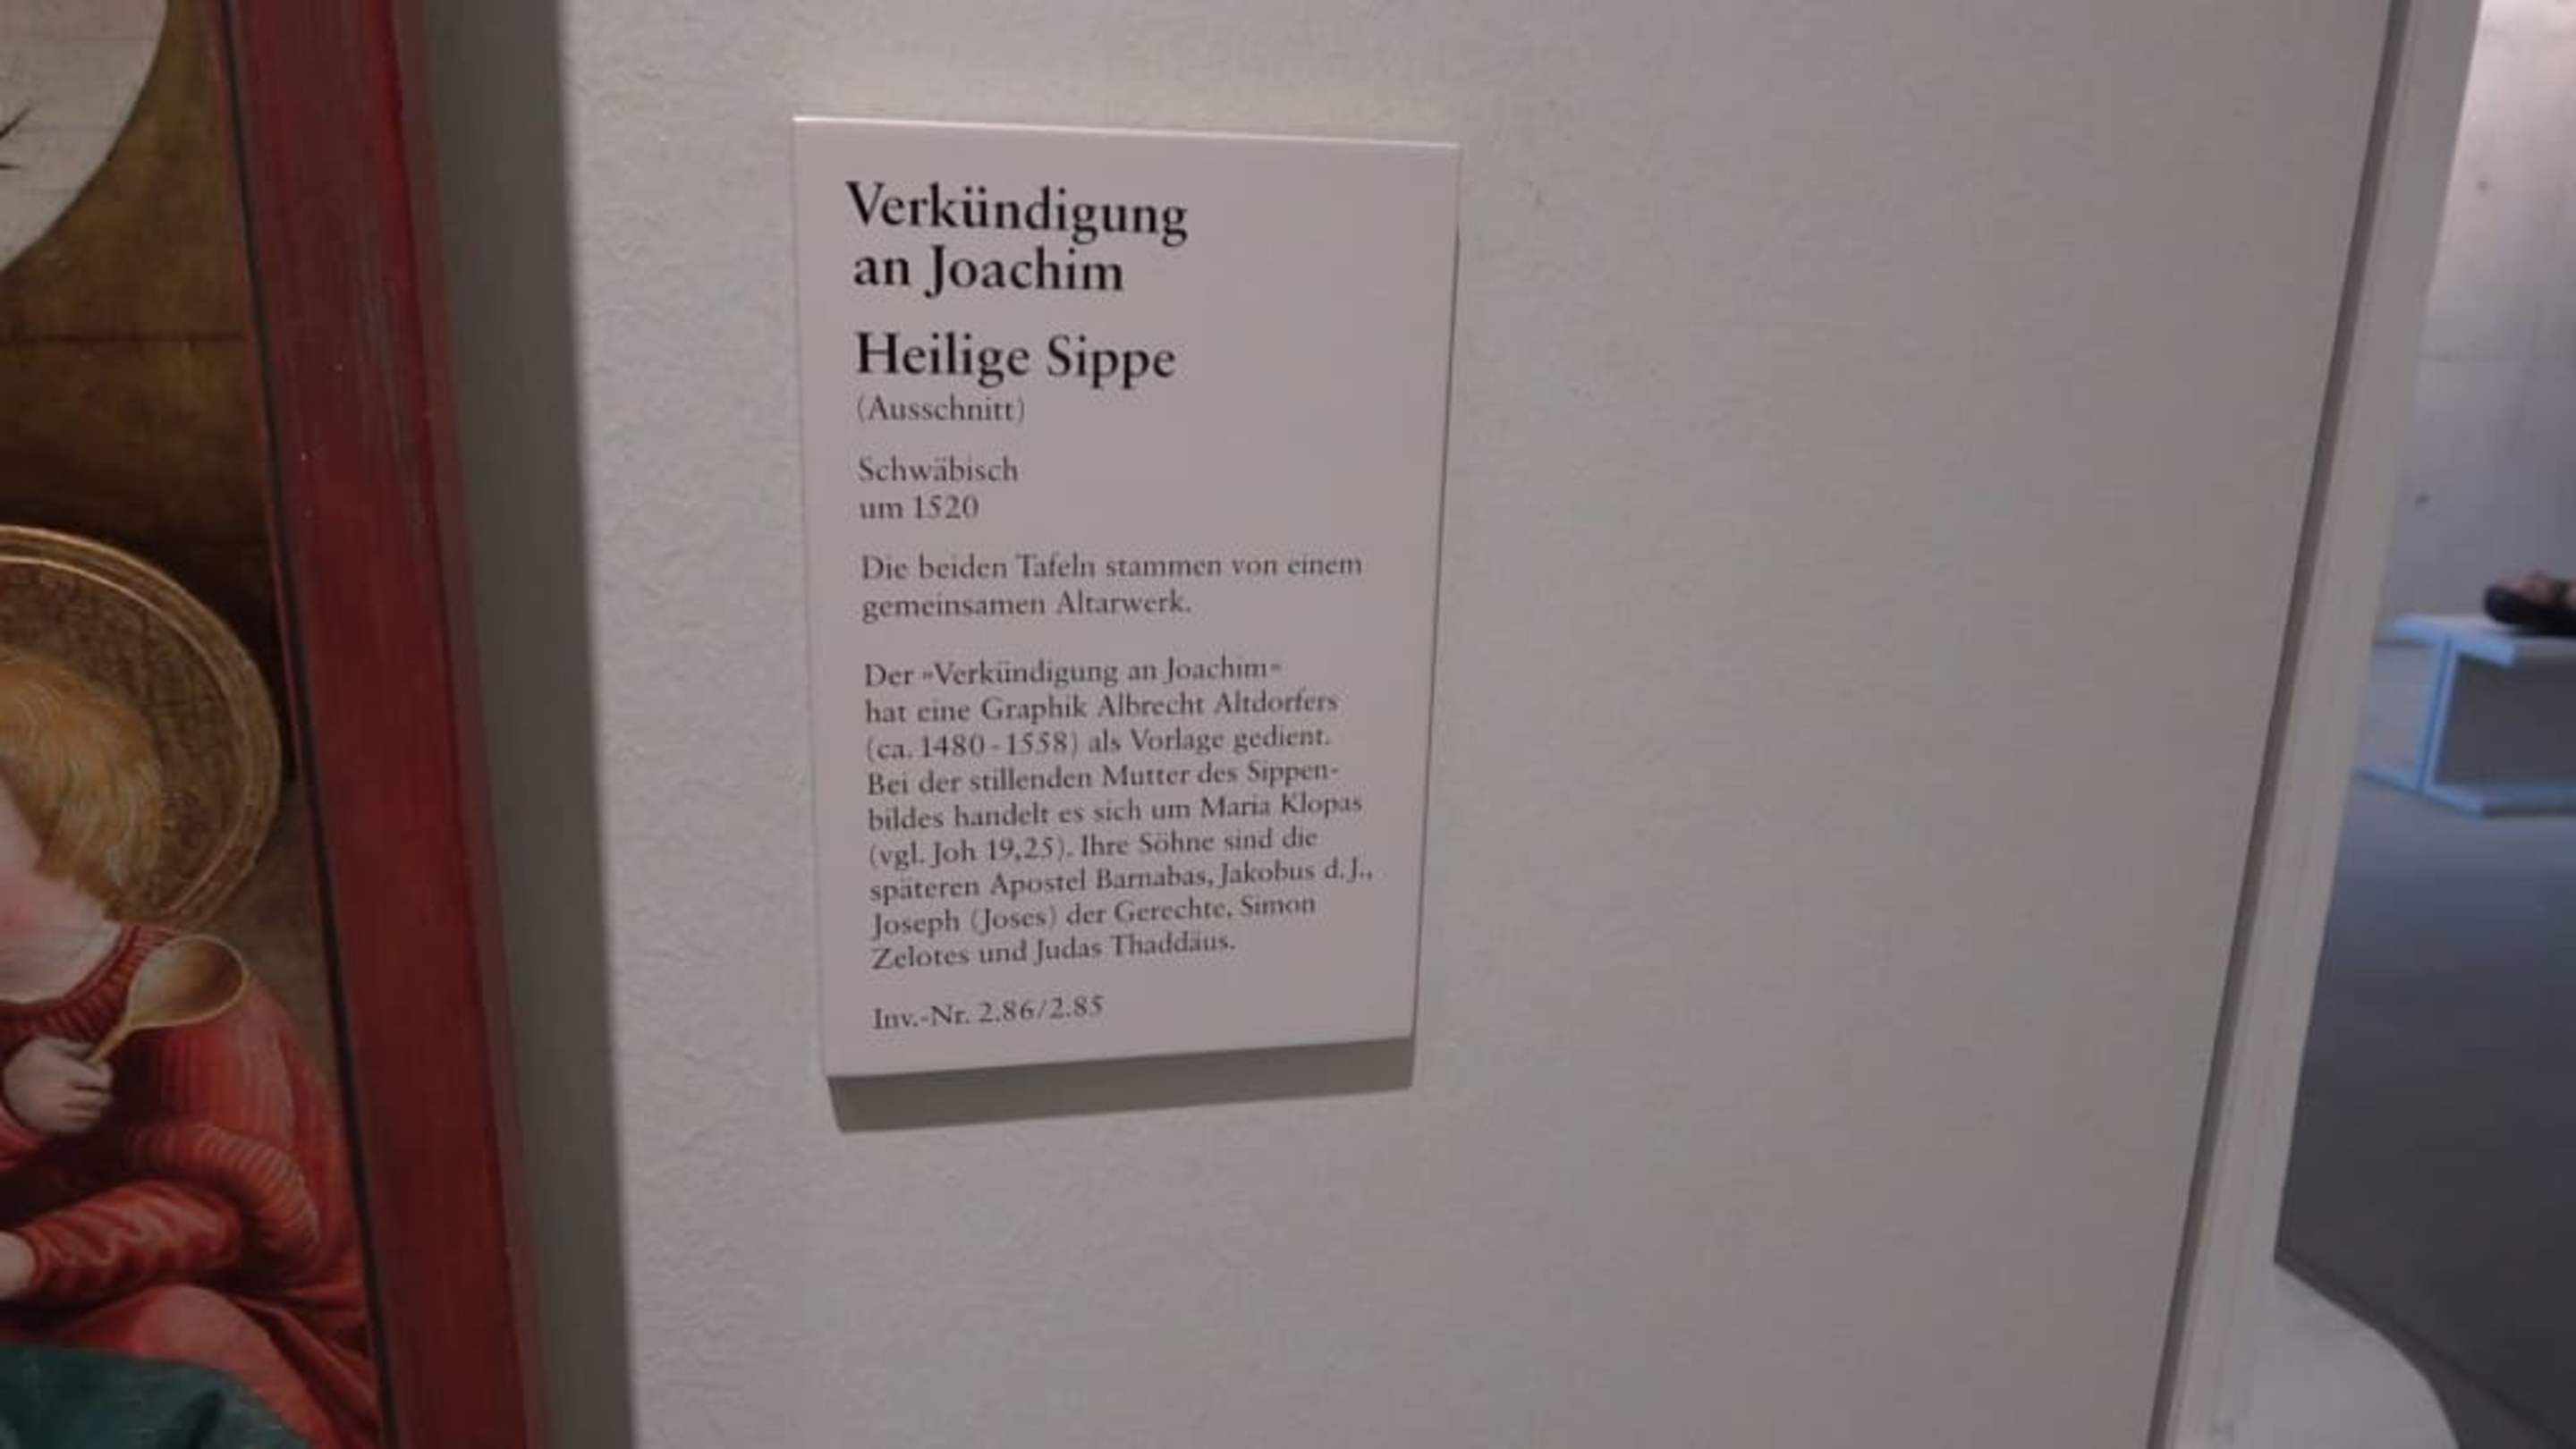 Verkündigung
an Joachim
Heilige Sippe
(Ausschnitt)
Schwäbisch
um 1520
Die beiden Tafeln stammen von einem
gemeinsamen Altarwerk.
Der »Verkündigung an Joachim«
hat eine Graphik Albrecht Altdorfers
(ca. 1480 - 1558) als Vorlage gedient.
Bei der stillenden Mutter des Sippen-
bildes handelt es sich um Maria Klopas
(vgl. Joh 19,25). Ihre Söhne sind die
späteren Apostel Barnabas, Jakobus d. J.,
Joseph (Joses) der Gerechte, Simon
Zelotes und Judas Thaddäus.
Inv.-Nr. 2.86/2.85